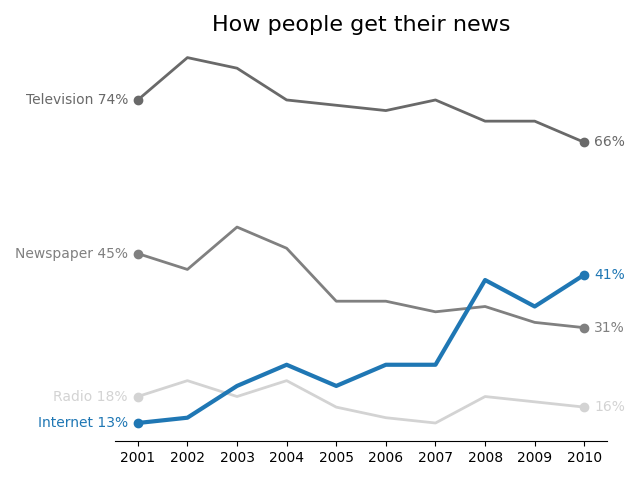 How people get their news
Television 74%
66%
Newspaper 45%
41%
31%
Radio 18%
16%
Internet 13%
2001 2002 2003 2004 2005 2006 2007 2008 2009 2010